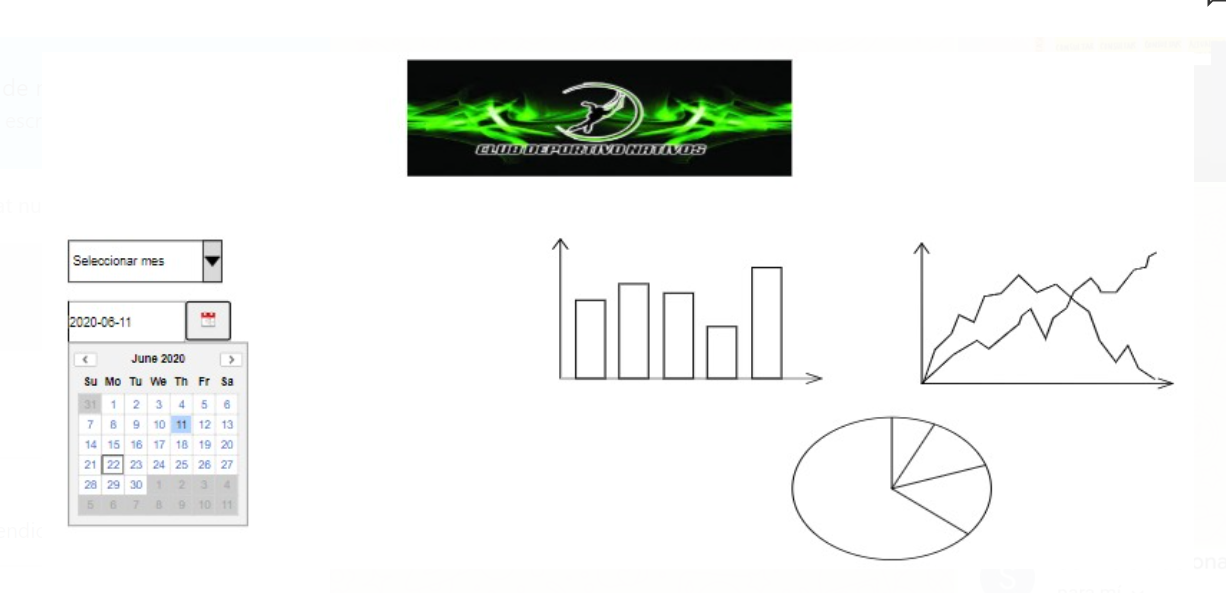 CLUB DEPORTIVO NATIVOS
Seleccionar mes
2020-06-11
June 2020
Su Mo Tu We Th Fr Sa
31 1 2 3 4 5 6
7 8 9 10 11 12 13
14 15 16 17 18 19 20
21 22 23 24 25 26 27
28 29 30 1 2 3 4
5 6 7 8 9 10 11